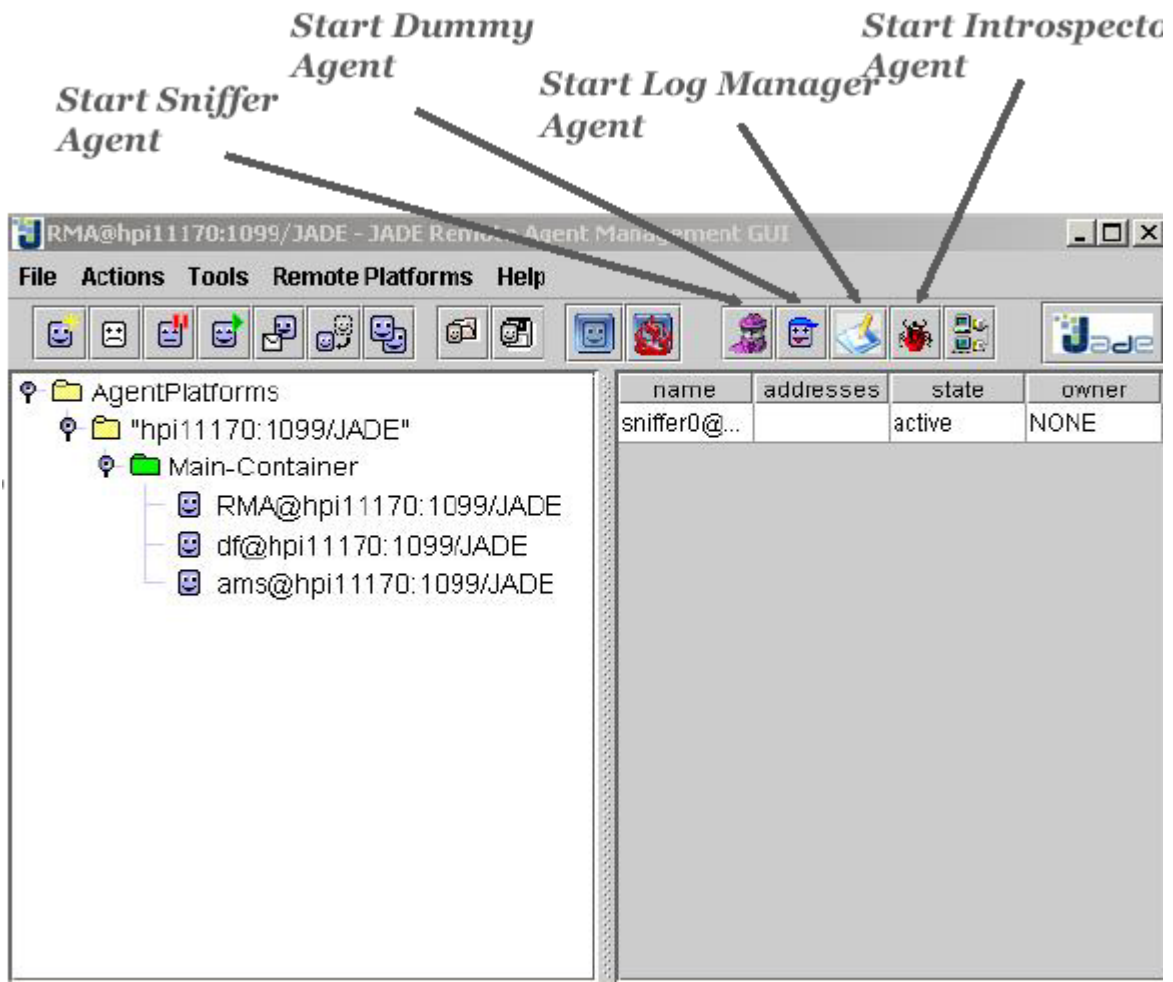 Start Dummy
Agent
Start Introspecto
Agent
Start Log Manager
Agent
Start Sniffer
Agent
RMA@hpi11170:1099/JADE - JADE Remote Agent Management GUI
File Actions Tools Remote Platforms Help
Jade
AgentPlatforms
"hpi11170:1099/JADE"
Main-Container
RMA@hpi11170:1099/JADE
df@hpi11170:1099/JADE
ams@hpi11170:1099/JADE
name addresses state owner
sniffer0@... active NONE